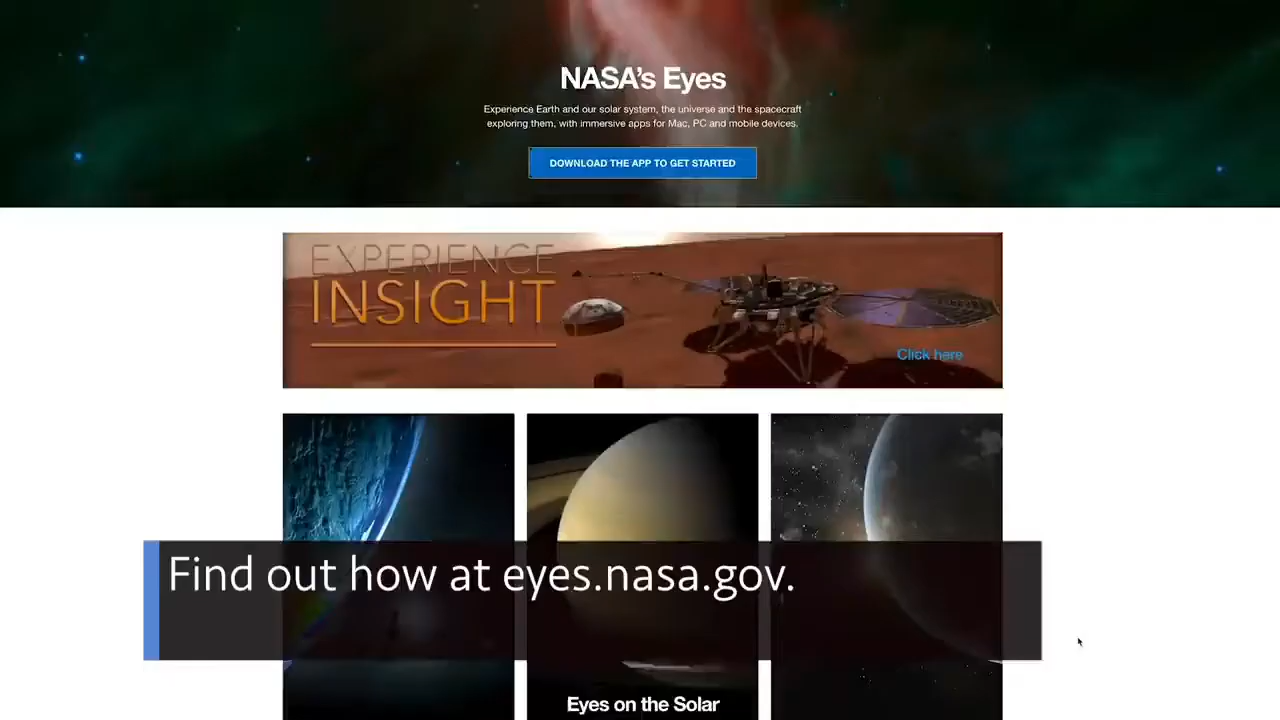 NASA's Eyes
Experience Earth and our solar system, the universe and the spacecraft
exploring them, with immersive apps for Mac, PC and mobile devices.
DOWNLOAD THE APP TO GET STARTED
EXPERIENCE
INSIGHT
Click here
Find out how at eyes.nasa.gov.
Eyes on the Solar